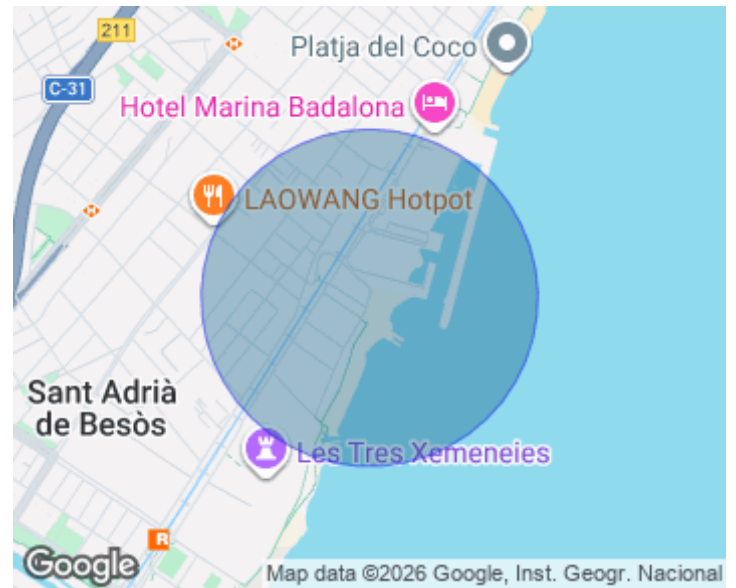 211
Platja del Coco
C-31
Hotel Marina Badalona
LAOWANG Hotpot
Sant Adrià
de Besòs
Les Tres Xemeneies
R
Google
Map data ©2026 Google, Inst. Geogr. Nacional